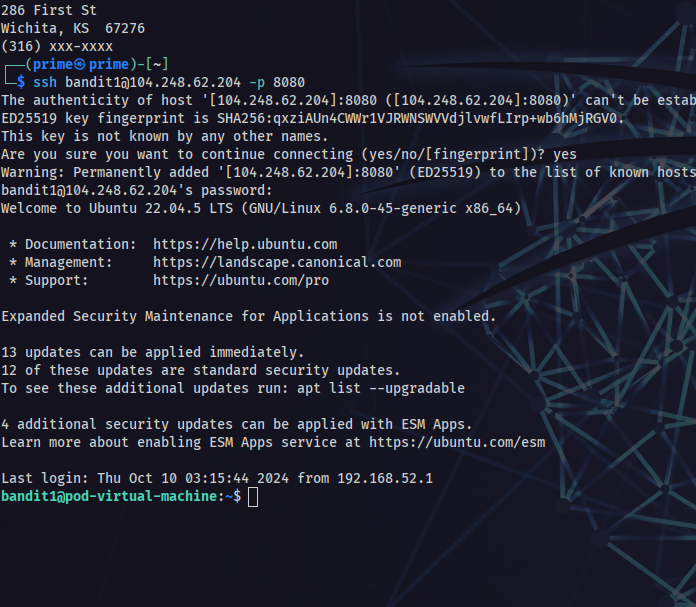 286 First St
Wichita, KS  67276
(316) xxx-xxxx
┌──(prime㉿prime)-[~]
└─$ ssh bandit1@104.248.62.204 -p 8080
The authenticity of host '[104.248.62.204]:8080 ([104.248.62.204]:8080)' can't be estab
ED25519 key fingerprint is SHA256:qxziAUn4CWWr1VJRWNSWVVdjlvwfLIrp+wb6hMjRGV0.
This key is not known by any other names.
Are you sure you want to continue connecting (yes/no/[fingerprint])? yes
Warning: Permanently added '[104.248.62.204]:8080' (ED25519) to the list of known hosts
bandit1@104.248.62.204's password:
Welcome to Ubuntu 22.04.5 LTS (GNU/Linux 6.8.0-45-generic x86_64)

 * Documentation:  https://help.ubuntu.com
 * Management:     https://landscape.canonical.com
 * Support:        https://ubuntu.com/pro

Expanded Security Maintenance for Applications is not enabled.

13 updates can be applied immediately.
12 of these updates are standard security updates.
To see these additional updates run: apt list --upgradable

4 additional security updates can be applied with ESM Apps.
Learn more about enabling ESM Apps service at https://ubuntu.com/esm

Last login: Thu Oct 10 03:15:44 2024 from 192.168.52.1
bandit1@pod-virtual-machine:~$